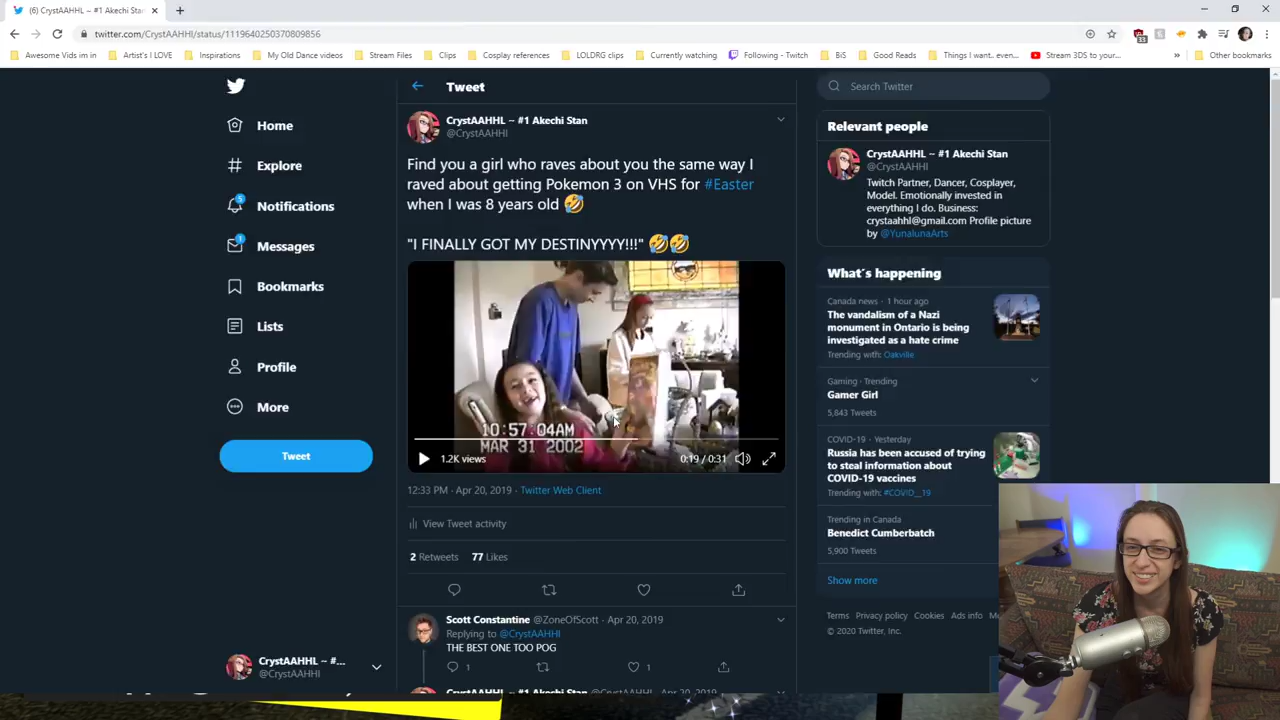 (6) CrystAAHHL ~ #1 Akechi Stan
twitter.com/CrystAAHHl/status/1119640250370809856
33
Awesome Vids im in
Artist's I LOVE
Inspirations
My Old Dance videos
Stream Files
Clips
Cosplay references
LOLDRG clips
Currently watching
Following - Twitch
BiS
Good Reads
Things I want.. even...
Stream 3DS to your...
»
Other bookmarks
Home
Explore
5
Notifications
1
Messages
Bookmarks
Lists
Profile
More
Tweet
CrystAAHHL ~ #...
@CrystAAHHl
Tweet
CrystAAHHL ~ #1 Akechi Stan
@CrystAAHHl
Find you a girl who raves about you the same way I
raved about getting Pokemon 3 on VHS for #Easter
when I was 8 years old 🤣
"I FINALLY GOT MY DESTINYYYY!!!" 🤣🤣
10:57:04AM
MAR 31 2002
1.2K views
0:19 / 0:31
12:33 PM · Apr 20, 2019 · Twitter Web Client
View Tweet activity
2 Retweets 77 Likes
Scott Constantine @ZoneOfScott · Apr 20, 2019
Replying to @CrystAAHHl
THE BEST ONE TOO POG
1
1
CrystAAHHL ~ #1 Akechi Stan @CrystAAHHl · Apr 20, 2019
Search Twitter
Relevant people
CrystAAHHL ~ #1 Akechi Stan
@CrystAAHHl
Twitch Partner, Dancer, Cosplayer,
Model. Emotionally invested in
everything I do. Business:
crystaahhl@gmail.com Profile picture
by @YunalunaArts
What's happening
Canada news · 1 hour ago
The vandalism of a Nazi
monument in Ontario is being
investigated as a hate crime
Trending with: Oakville
Gaming · Trending
Gamer Girl
5,843 Tweets
COVID-19 · Yesterday
Russia has been accused of trying
to steal information about
COVID-19 vaccines
Trending with: #COVID_19
Trending in Canada
Benedict Cumberbatch
5,900 Tweets
Show more
Terms Privacy policy Cookies Ads info
© 2020 Twitter, Inc.